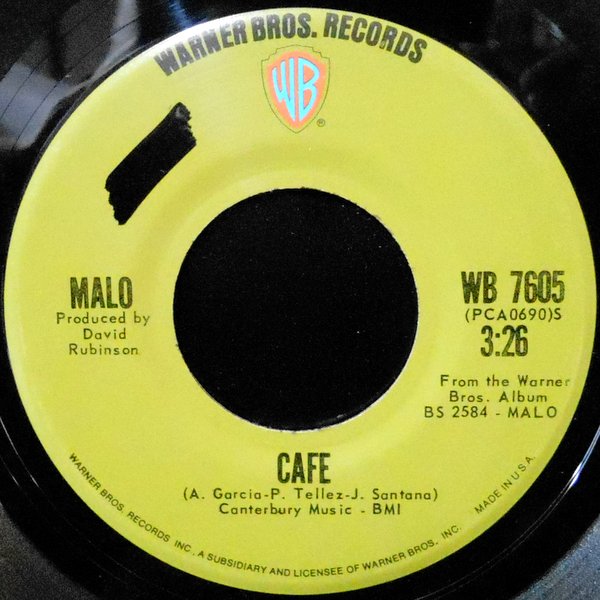 WARNER BROS. RECORDS
WB
®
MALO
Produced by
David
Rubinson
WB 7605
(PCA0690)S
3:26
From the Warner
Bros. Album
BS 2584 - MALO
CAFE
(A. Garcia-P. Tellez-J. Santana)
Canterbury Music - BMI
WARNER BROS. RECORDS INC., A SUBSIDIARY AND LICENSEE OF WARNER BROS. INC. MADE IN U.S.A.